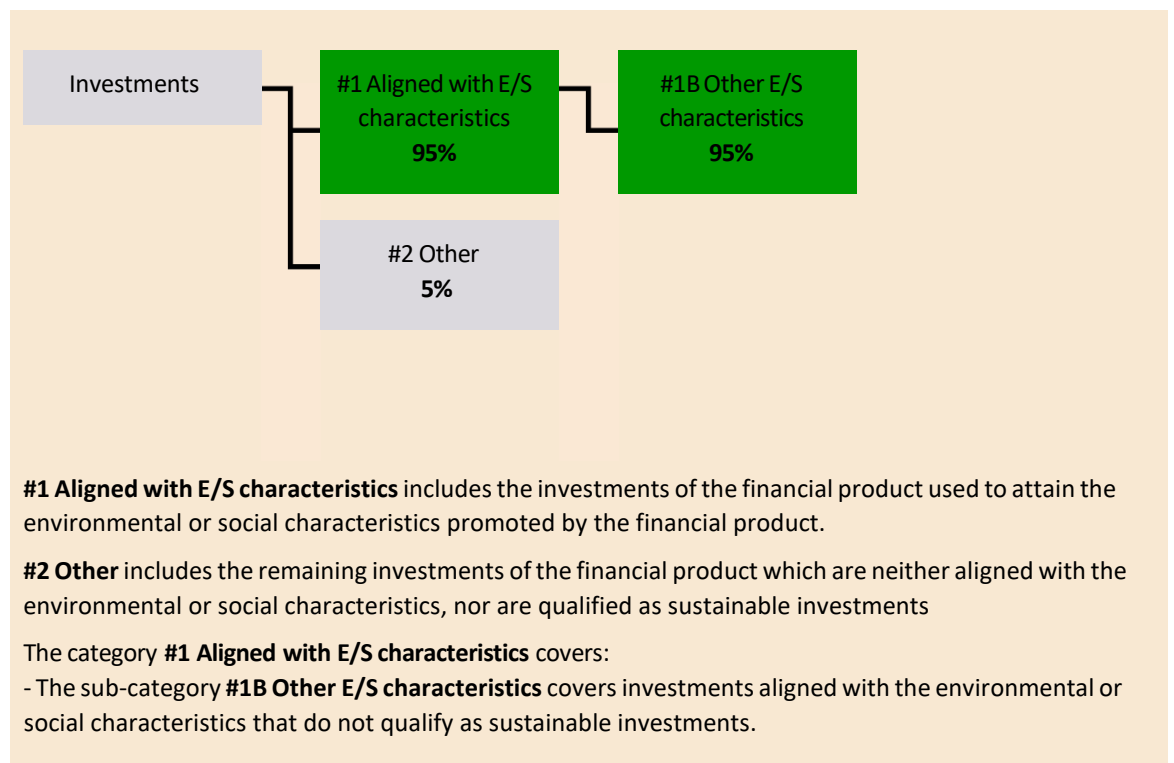 Investments
#1 Aligned with E/S
characteristics
95%
#1B Other E/S
characteristics
95%
#2 Other
5%
#1 Aligned with E/S characteristics includes the investments of the financial product used to attain the
environmental or social characteristics promoted by the financial product.
#2 Other includes the remaining investments of the financial product which are neither aligned with the
environmental or social characteristics, nor are qualified as sustainable investments
The category #1 Aligned with E/S characteristics covers:
- The sub-category #1B Other E/S characteristics covers investments aligned with the environmental or
social characteristics that do not qualify as sustainable investments.